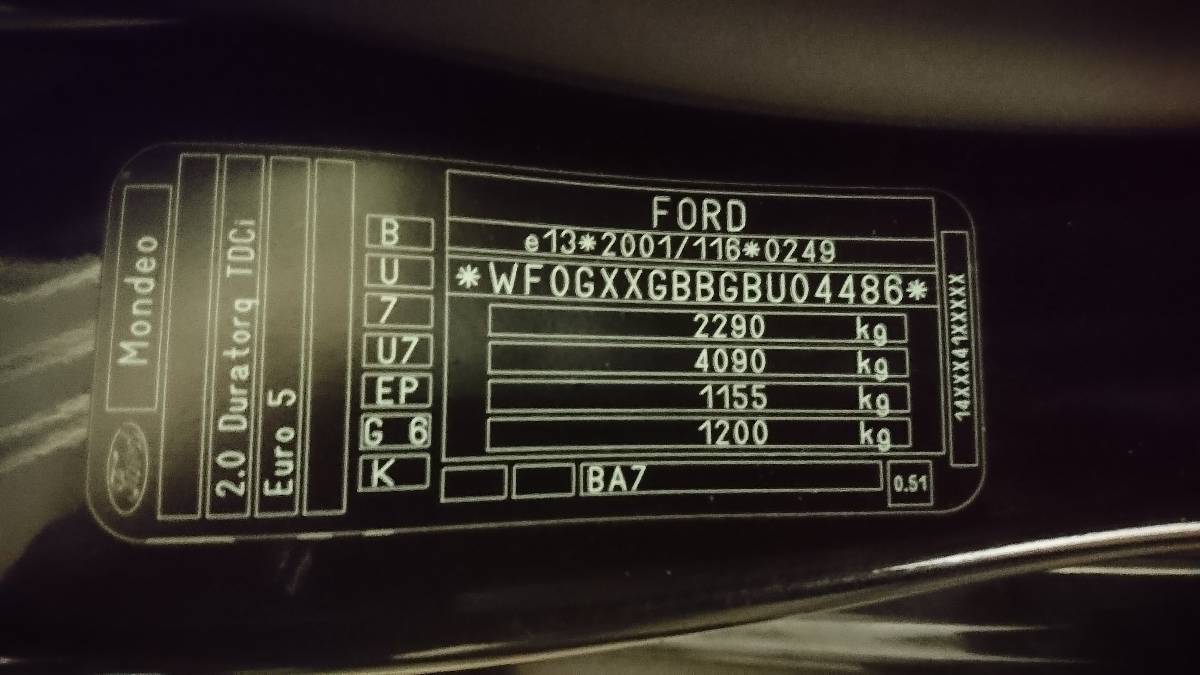 Ford
Mondeo
2.0 Duratorq TDCi
Euro 5
B
U
7
U7
EP
G 6
K
FORD
e13*2001/116*0249
*WF0GXXGBBGBU04486*
2290 kg
4090 kg
1155 kg
1200 kg
BA7
0.51
14XXX41XXXXX